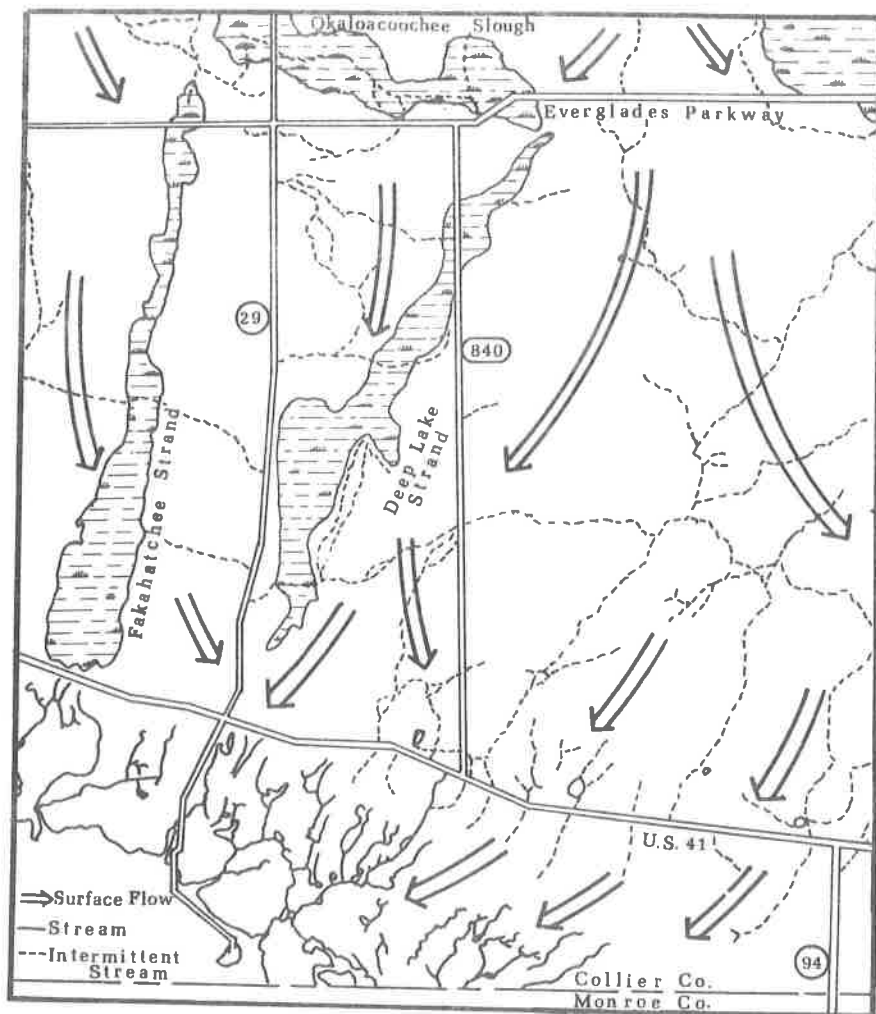 Okaloacoochee Slough
Everglades Parkway
29
840
Fakahatchee Strand
Deep Lake
Strand
U.S. 41
Surface Flow
Stream
Intermittent
Stream
94
Collier Co.
Monroe Co.